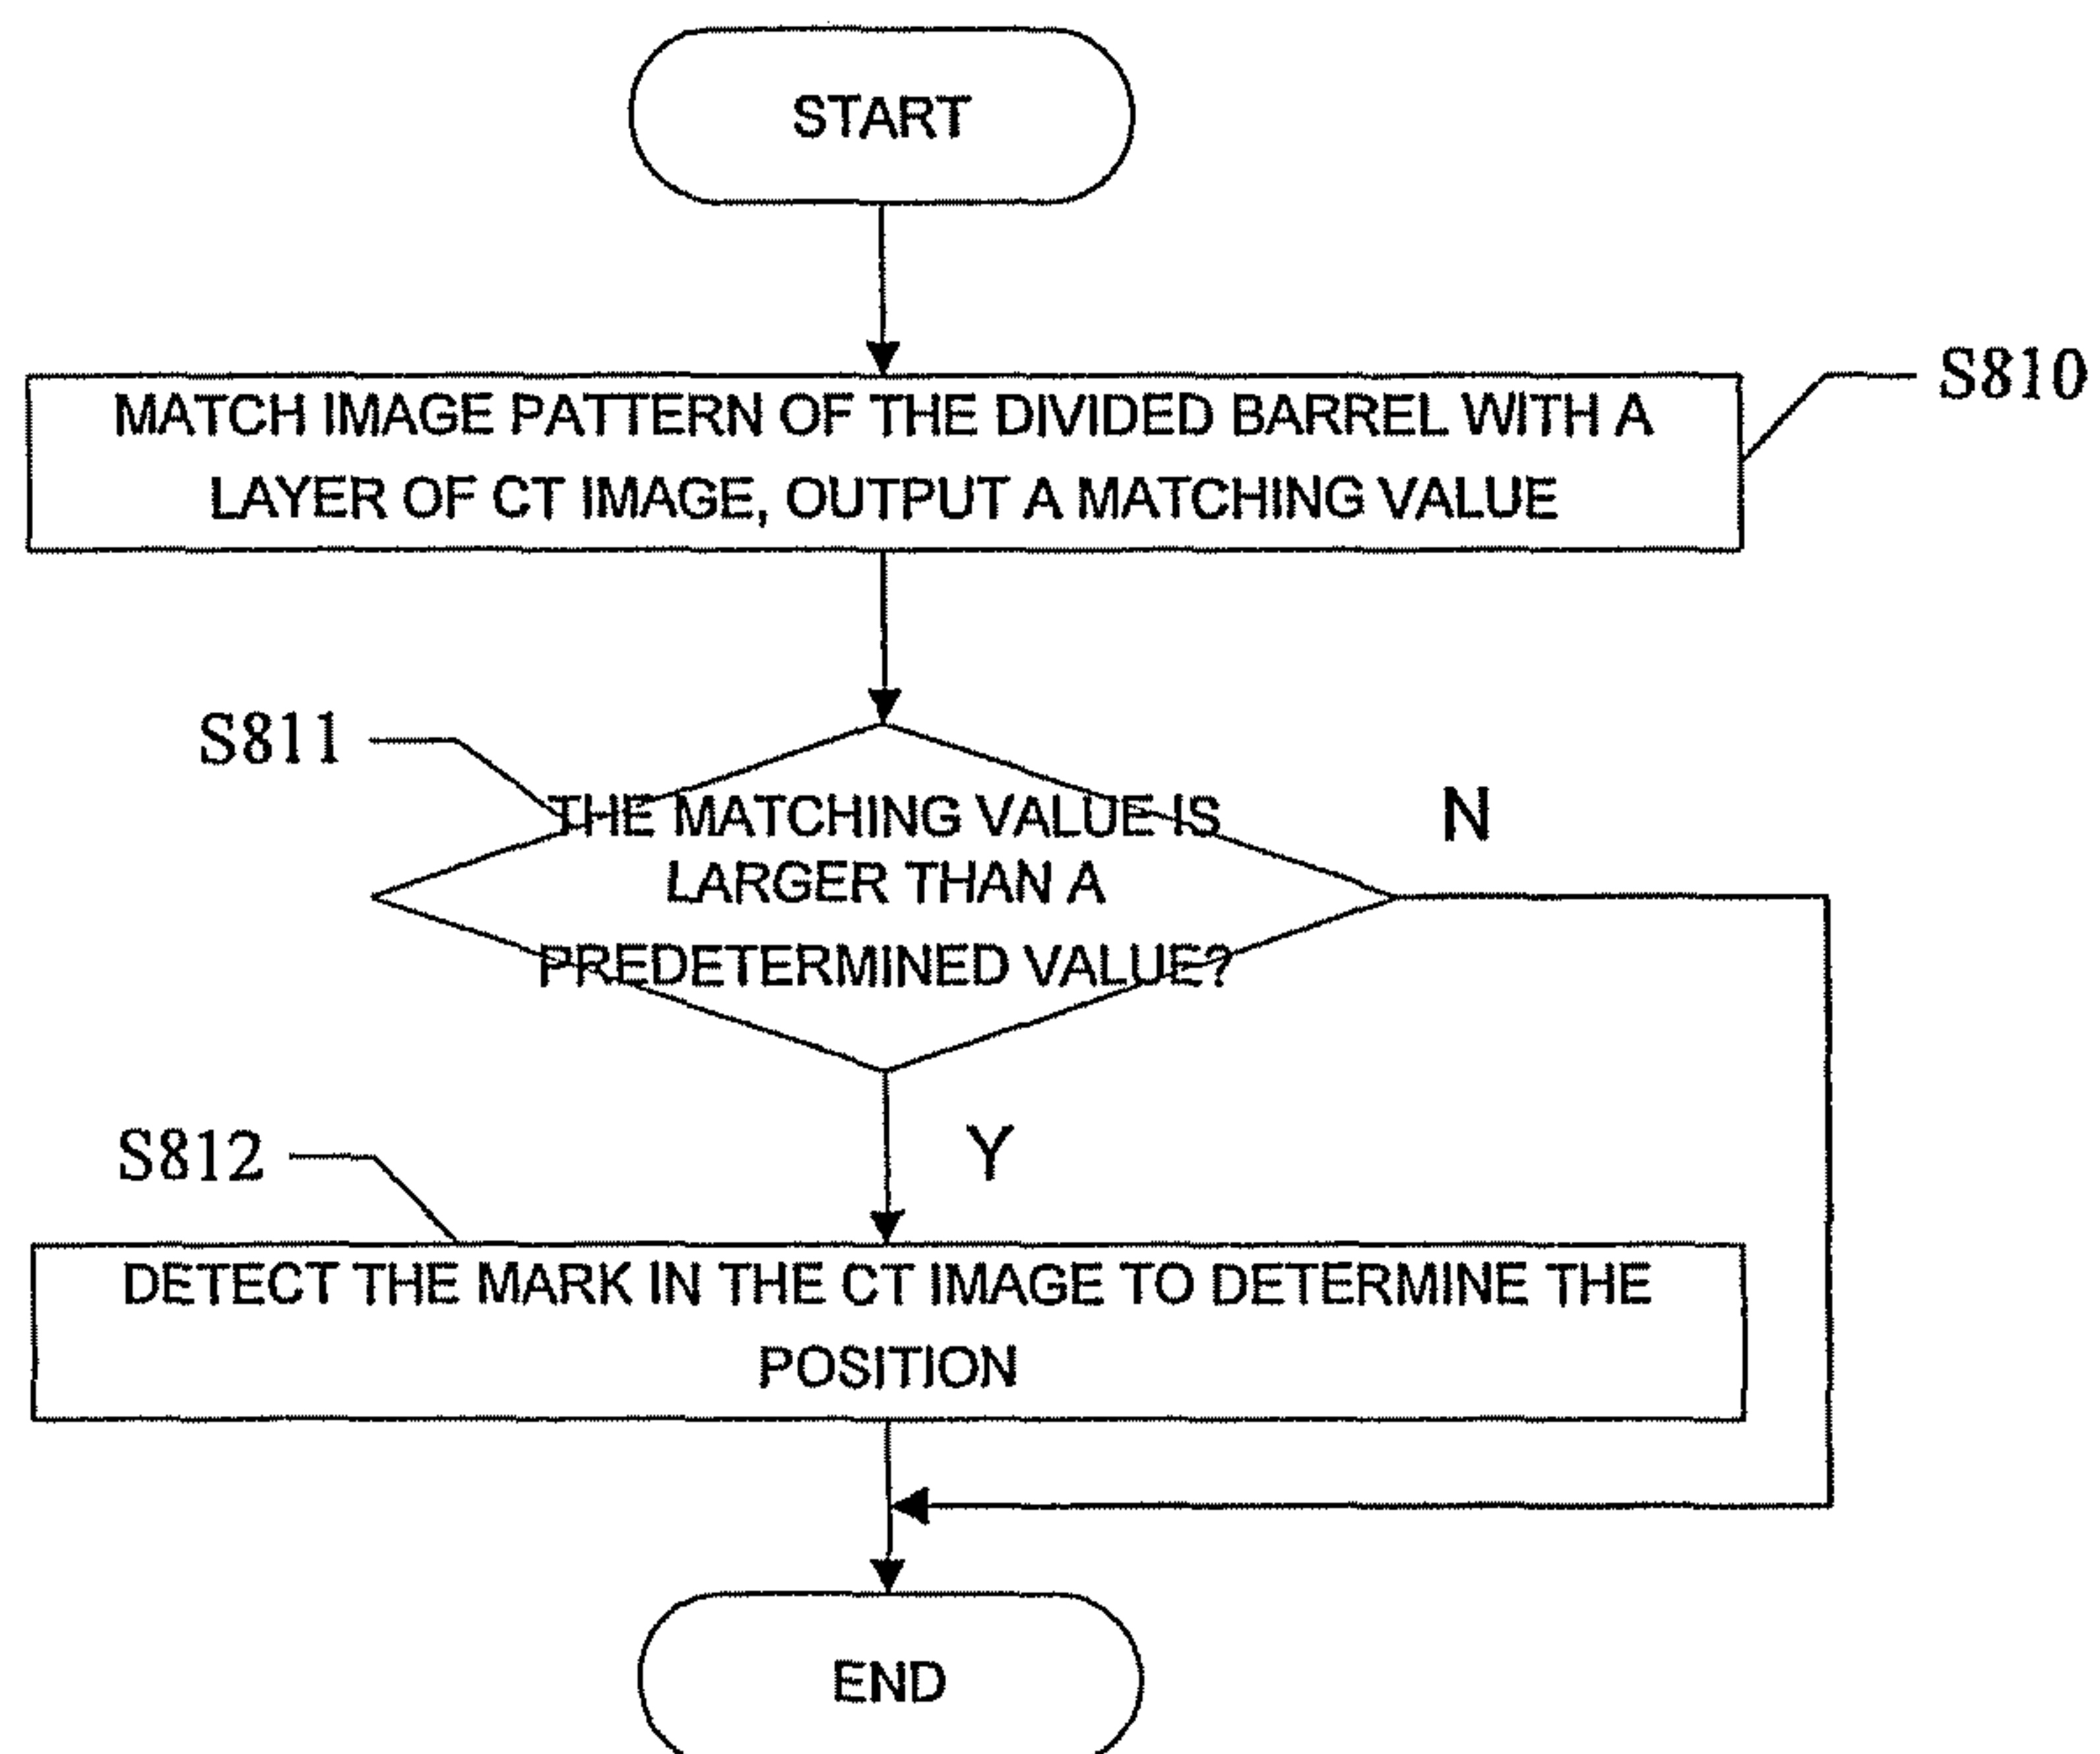 START
MATCH IMAGE PATTERN OF THE DIVIDED BARREL WITH A
LAYER OF CT IMAGE, OUTPUT A MATCHING VALUE
S810
S811
THE MATCHING VALUE IS
LARGER THAN A
PREDETERMINED VALUE?
N
Y
S812
DETECT THE MARK IN THE CT IMAGE TO DETERMINE THE
POSITION
END